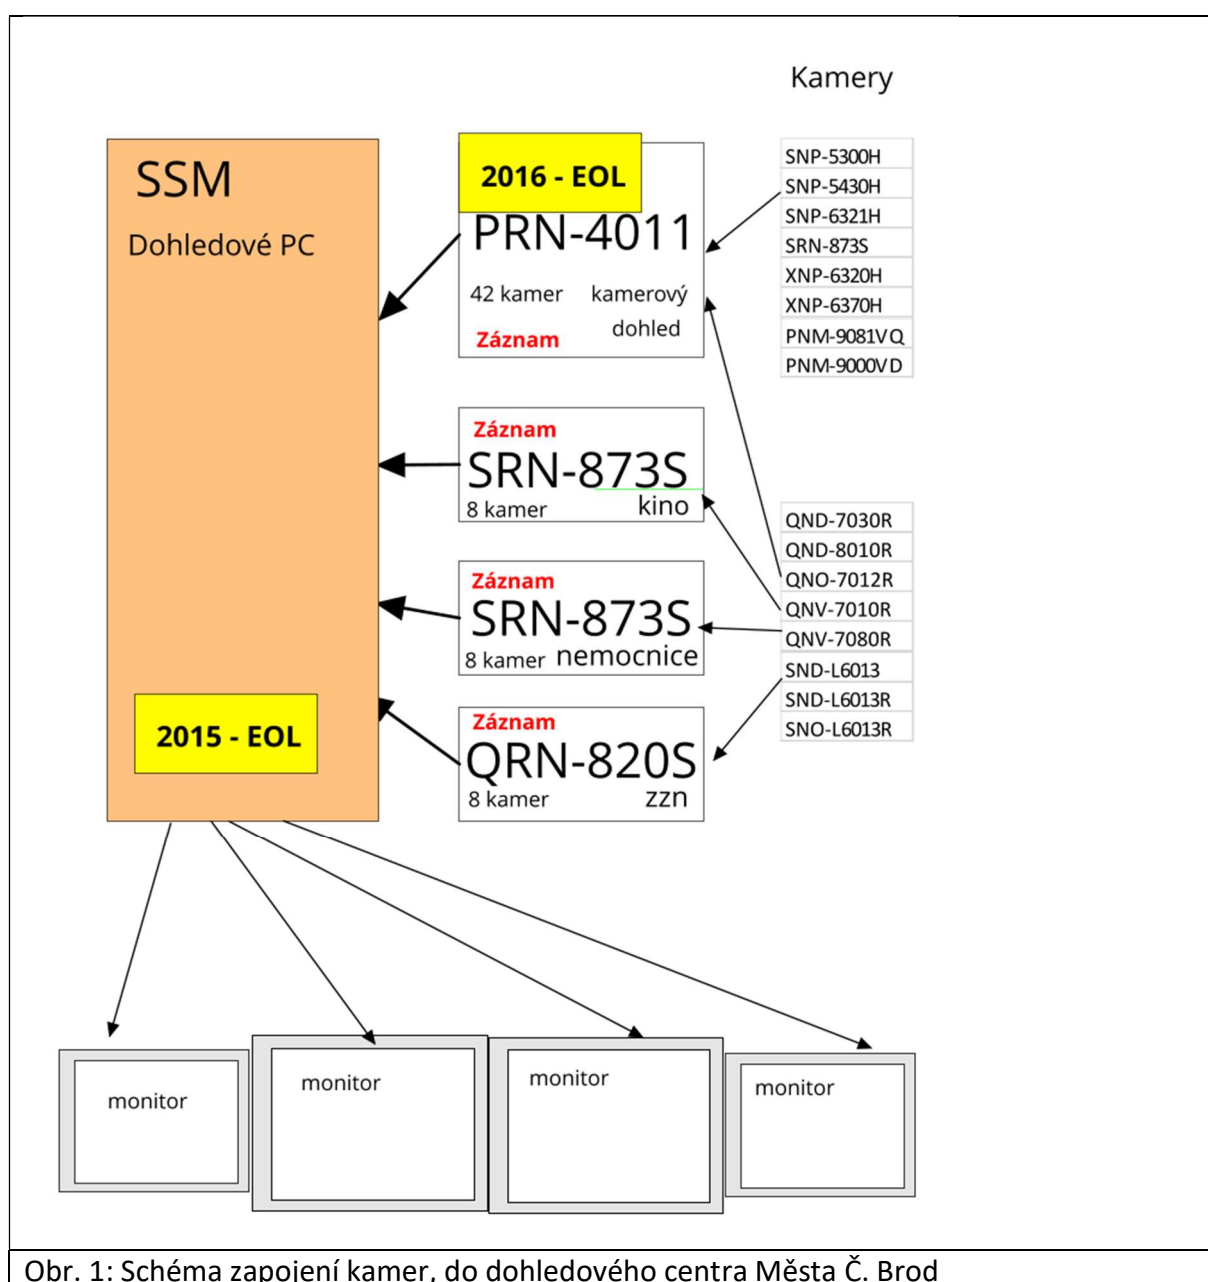 Kamery
SSM
Dohledové PC
2015 - EOL
2016 - EOL
PRN-4011
42 kamer kamerový
dohled
Záznam
Záznam
SRN-873S
8 kamer kino
Záznam
SRN-873S
8 kamer nemocnice
Záznam
QRN-820S
8 kamer zzn
SNP-5300H
SNP-5430H
SNP-6321H
SRN-873S
XNP-6320H
XNP-6370H
PNM-9081VQ
PNM-9000VD
QND-7030R
QND-8010R
QNO-7012R
QNV-7010R
QNV-7080R
SND-L6013
SND-L6013R
SNO-L6013R
monitor
monitor
monitor
monitor
Obr. 1: Schéma zapojení kamer, do dohledového centra Města Č. Brod